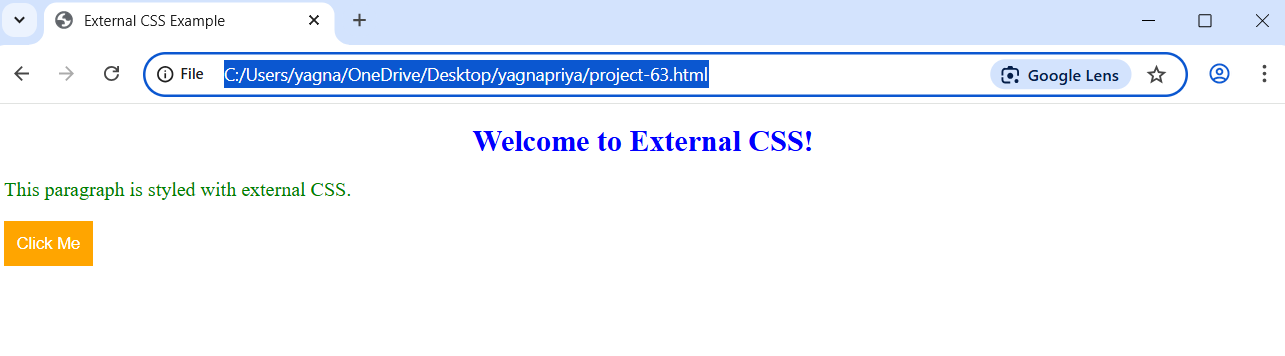 External CSS Example
File C:/Users/yagna/OneDrive/Desktop/yagnapriya/project-63.html Google Lens
Welcome to External CSS!
This paragraph is styled with external CSS.
Click Me